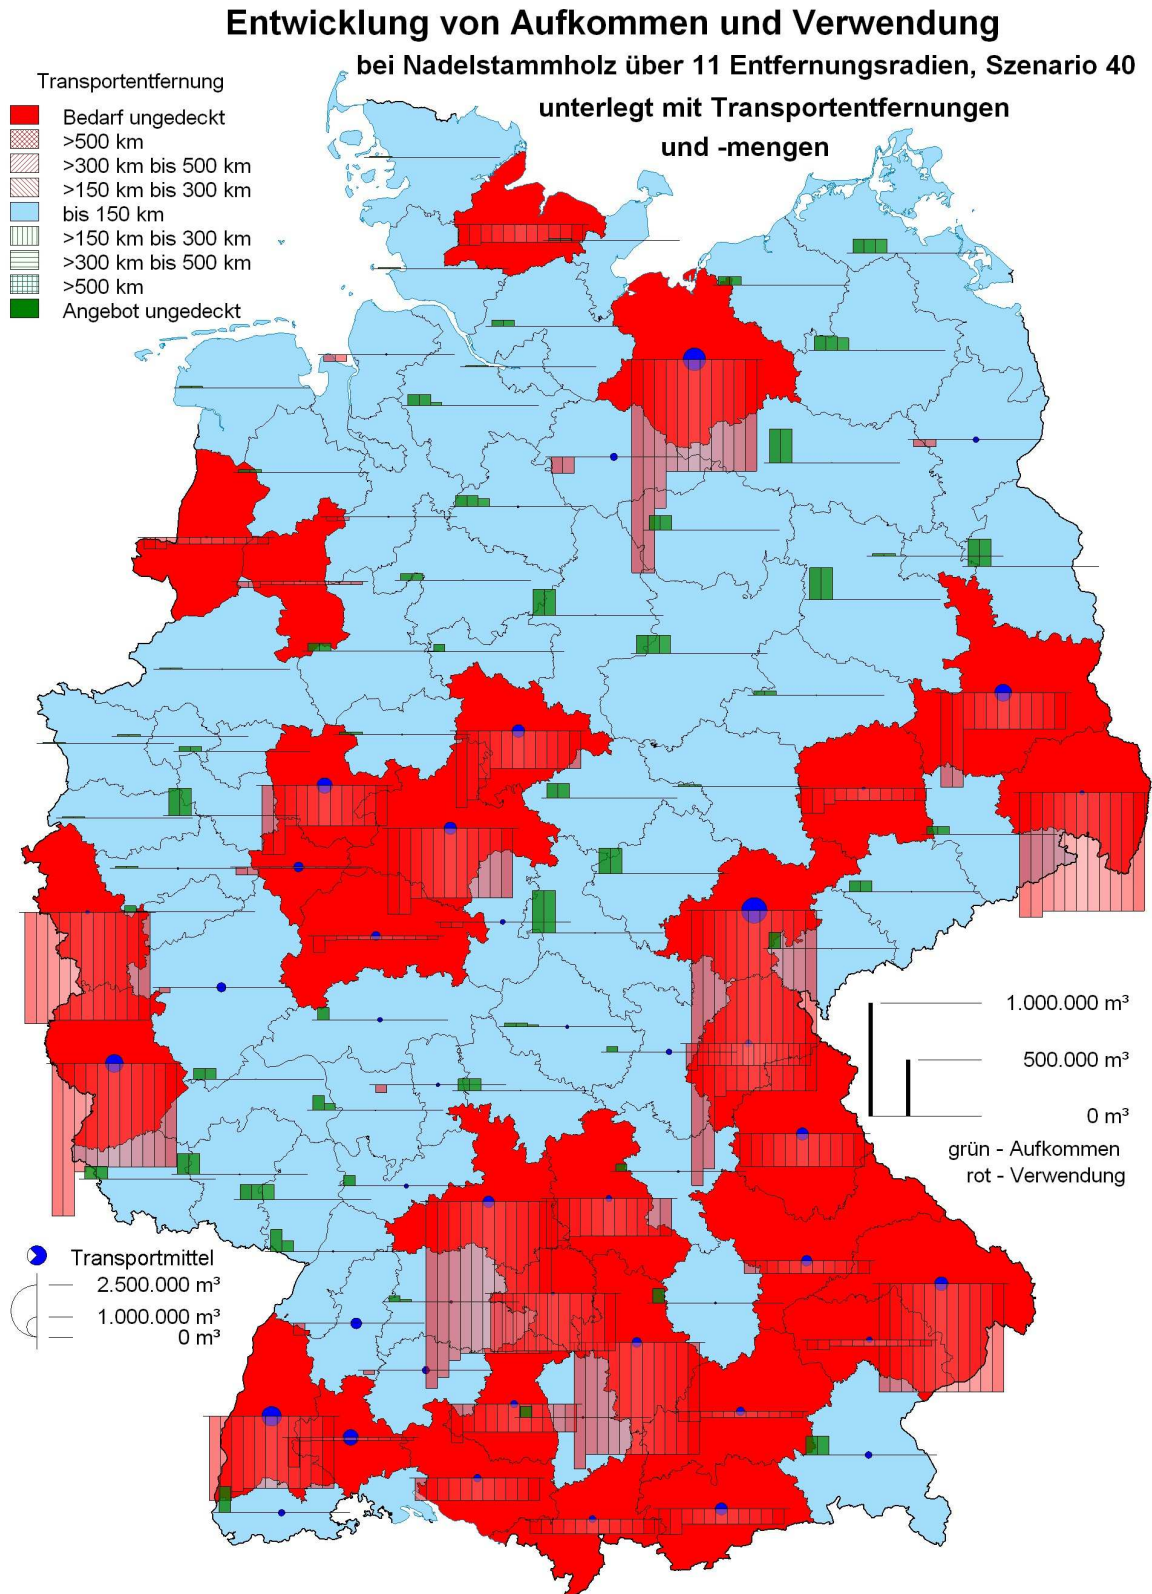 Entwicklung von Aufkommen und Verwendung
bei Nadelstammholz über 11 Entfernungsradien, Szenario 40
unterlegt mit Transportentfernungen
und -mengen
Transportentfernung
Bedarf ungedeckt
>500 km
>300 km bis 500 km
>150 km bis 300 km
bis 150 km
>150 km bis 300 km
>300 km bis 500 km
>500 km
Angebot ungedeckt
1.000.000 m³
500.000 m³
0 m³
grün - Aufkommen
rot - Verwendung
Transportmittel
2.500.000 m³
1.000.000 m³
0 m³